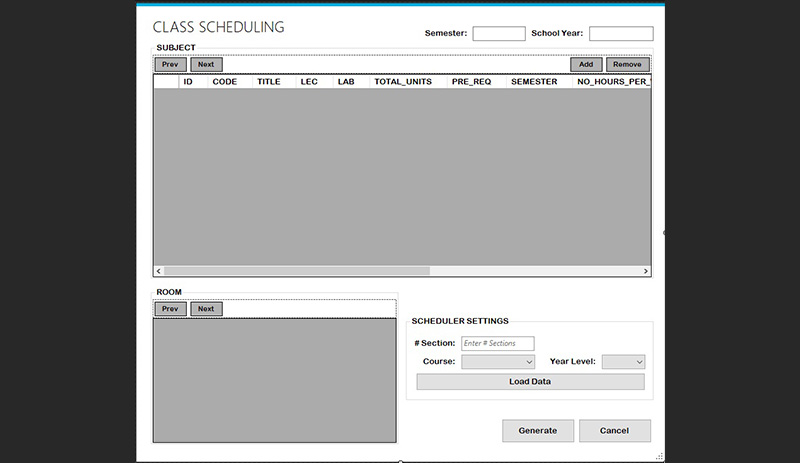 CLASS SCHEDULING
Semester: School Year:
SUBJECT
Prev Next Add Remove
ID CODE TITLE LEC LAB TOTAL_UNITS PRE_REQ SEMESTER NO_HOURS_PER_
ROOM
Prev Next
SCHEDULER SETTINGS
# Section: Enter # Sections
Course: Year Level:
Load Data
Generate Cancel